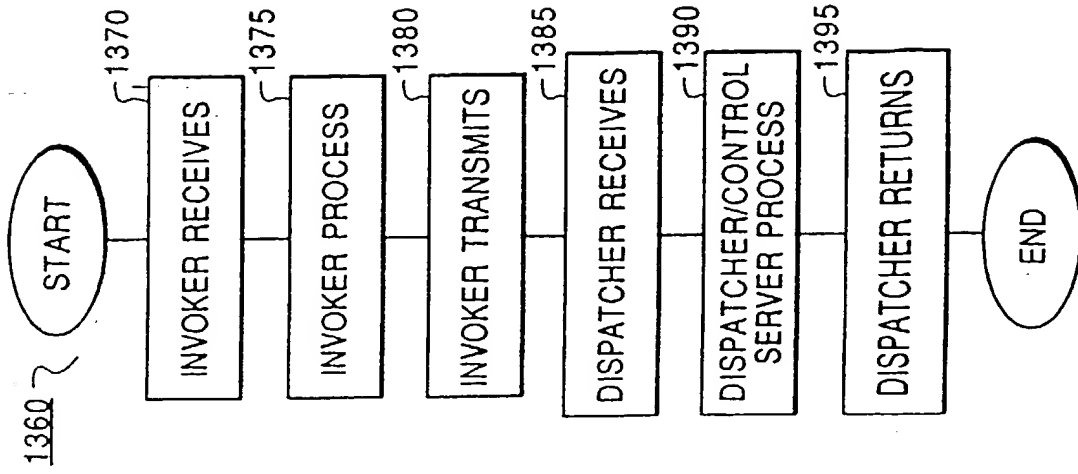 1360
START
1370
INVOKER RECEIVES
1375
INVOKER PROCESS
1380
INVOKER TRANSMITS
1385
DISPATCHER RECEIVES
1390
DISPATCHER/CONTROL
SERVER PROCESS
1395
DISPATCHER RETURNS
END